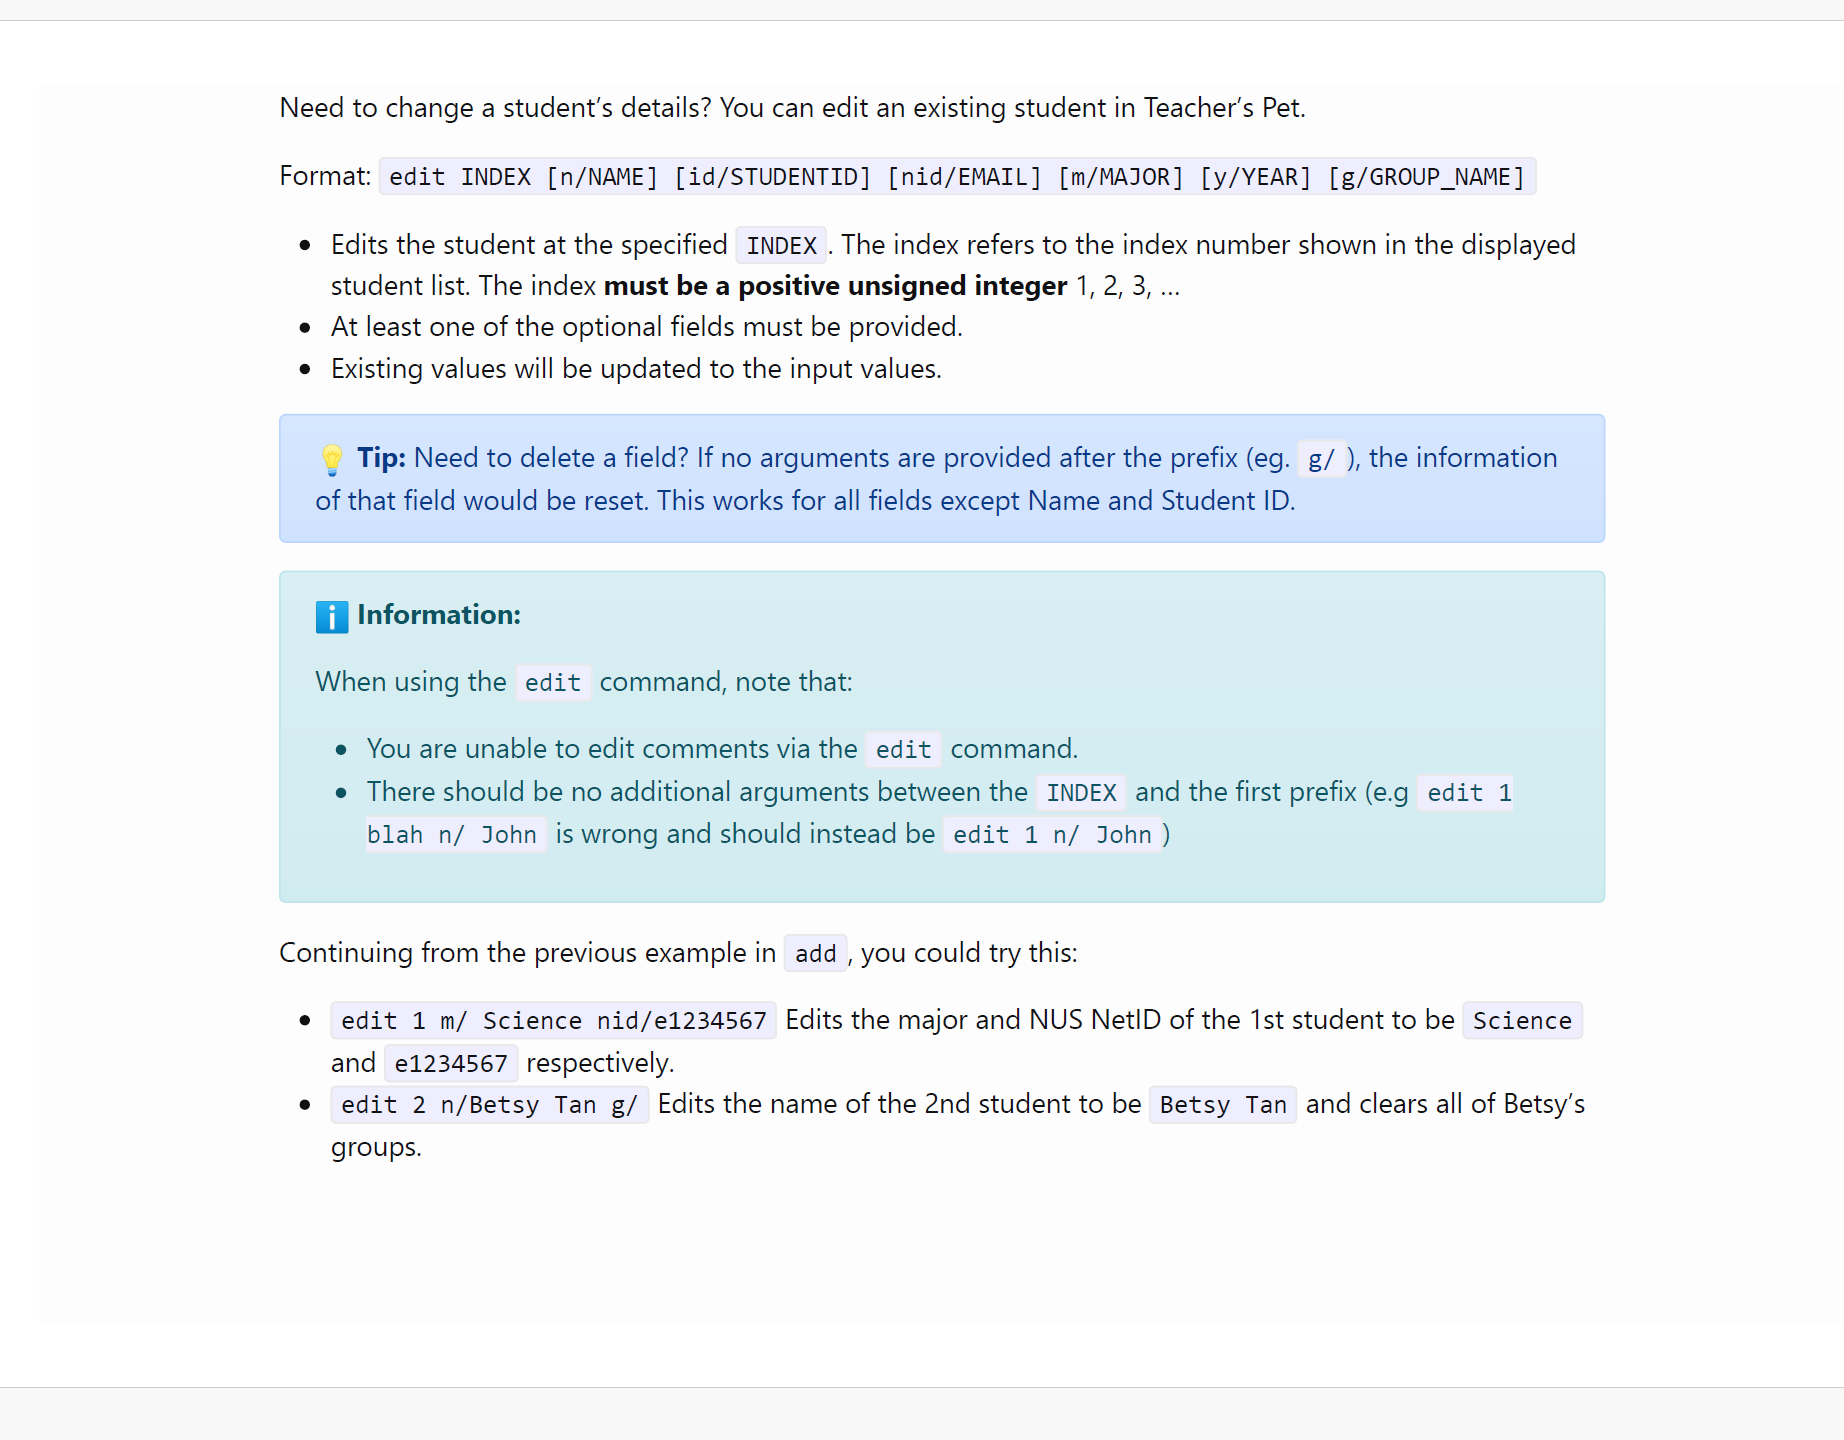 Need to change a student’s details? You can edit an existing student in Teacher’s Pet.
Format: edit INDEX [n/NAME] [id/STUDENTID] [nid/EMAIL] [m/MAJOR] [y/YEAR] [g/GROUP_NAME]
• Edits the student at the specified INDEX. The index refers to the index number shown in the displayed
student list. The index must be a positive unsigned integer 1, 2, 3, …
• At least one of the optional fields must be provided.
• Existing values will be updated to the input values.
💡 Tip: Need to delete a field? If no arguments are provided after the prefix (eg. g/ ), the information
of that field would be reset. This works for all fields except Name and Student ID.
ℹ️ Information:
When using the edit command, note that:
• You are unable to edit comments via the edit command.
• There should be no additional arguments between the INDEX and the first prefix (e.g edit 1
blah n/ John is wrong and should instead be edit 1 n/ John )
Continuing from the previous example in add, you could try this:
• edit 1 m/ Science nid/e1234567 Edits the major and NUS NetID of the 1st student to be Science
and e1234567 respectively.
• edit 2 n/Betsy Tan g/ Edits the name of the 2nd student to be Betsy Tan and clears all of Betsy’s
groups.